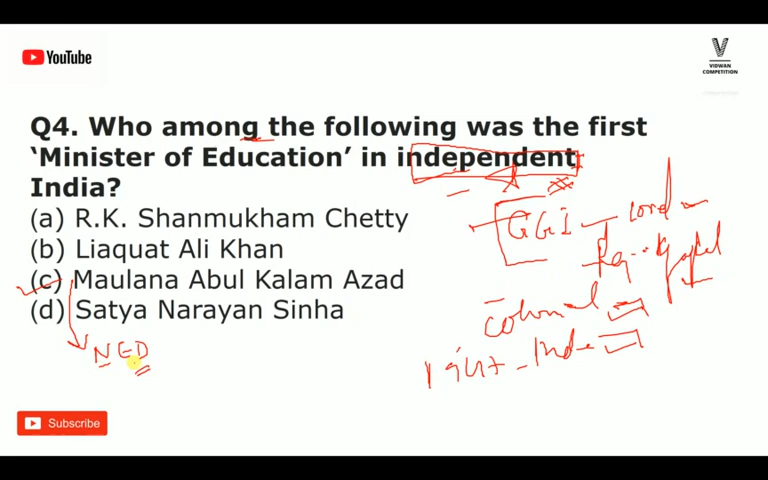 YouTube
VIDWAN
COMPETITION
Q4. Who among the following was the first
‘Minister of Education’ in independent
India?
(a) R.K. Shanmukham Chetty
(b) Liaquat Ali Khan
(c) Maulana Abul Kalam Azad
(d) Satya Narayan Sinha
GGI - Lord
NED
Subscribe